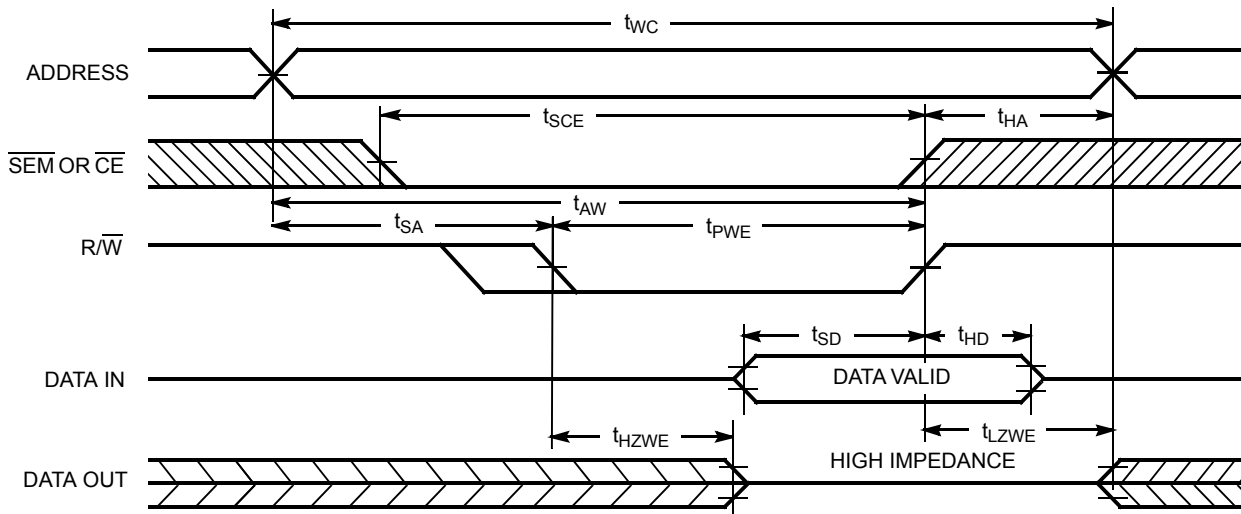 tWC
ADDRESS
tSCE
tHA
SEM OR CE
tAW
tSA
tPWE
R/W
tSD
tHD
DATA IN
DATA VALID
tHZWE
tLZWE
HIGH IMPEDANCE
DATA OUT